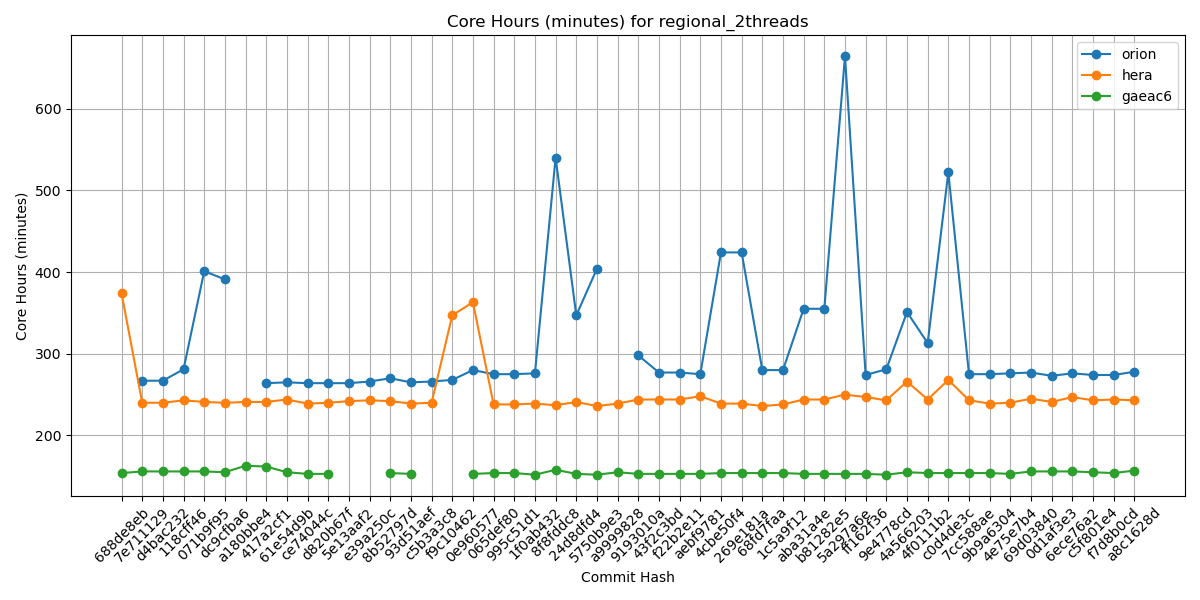 Core Hours (minutes) for regional_2threads
orion
hera
gaeac6
Core Hours (minutes)
600
500
400
300
200
688de8eb
7e711129
d4bac232
118cff46
071b9f95
dc9cfba6
a180bbe4
417a2cf1
61e54d9b
ce74044c
d820b67f
5e13aaf2
e39a250c
8b52797d
93d51aef
c5b3a3c8
f9c10462
0e960577
065def80
995c51d1
1f0ab432
8f8fddc8
24d8dfd4
5750b9e3
a9999828
9193010a
43f253bd
f22b2e11
aebf9781
4cbe50f4
269e181a
68fd7faa
1c5a9f12
aba31a4e
b81282e5
5a297a6e
ff162f36
9e4778cd
4a566203
4f011b2
c0d4de3c
7cc588ae
9b9a6304
4e75e7b4
69d03840
0d1af3e3
6ece76a2
c5f801e4
f7d8b0cd
a8c1628d
Commit Hash